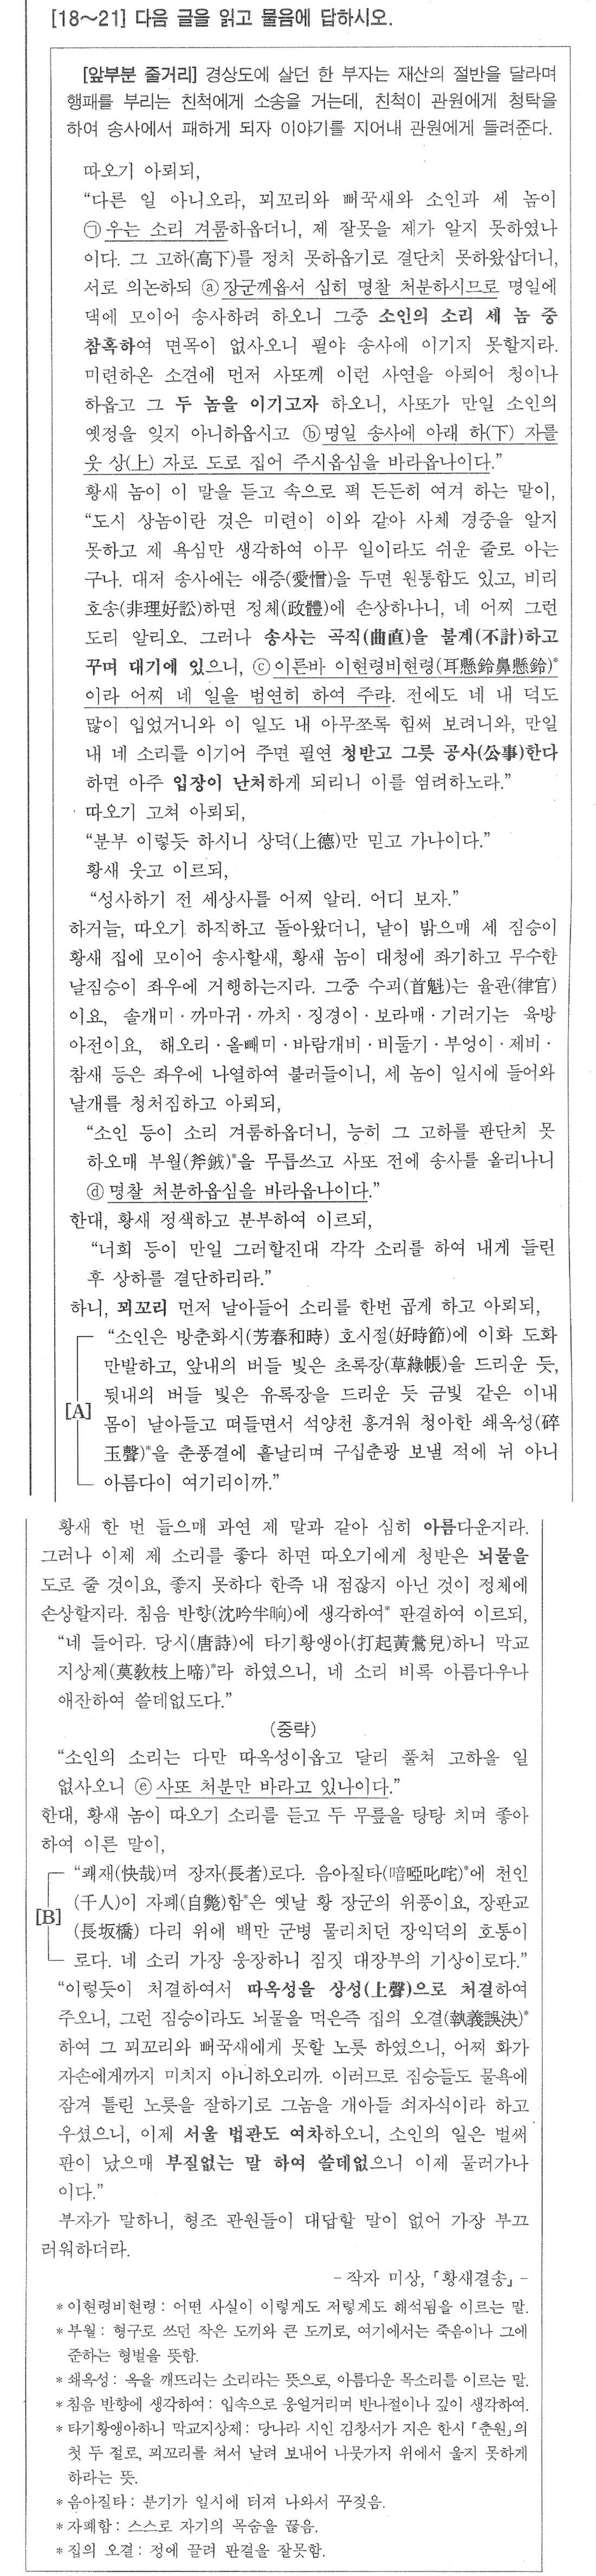 [18～21] 다음 글을 읽고 물음에 답하시오.
[앞부분 줄거리] 경상도에 살던 한 부자는 재산의 절반을 달라며
행패를 부리는 친척에게 소송을 거는데, 친척이 관원에게 청탁을
하여 송사에서 패하게 되자 이야기를 지어내 관원에게 들려준다.
따오기 아뢰되,
“다른 일 아니오라, 꾀꼬리와 뻐꾹새와 소인과 세 놈이
㉠우는 소리 겨룸하옵더니, 제 잘못을 제가 알지 못하였나
이다. 그 고하(高下)를 정치 못하옵기로 결단치 못하왔삽더니,
서로 의논하되 ⓐ장군께옵서 심히 명찰 처분하시므로 명일에
댁에 모이어 송사하려 하오니 그중 소인의 소리 세 놈 중
참혹하여 면목이 없사오니 필야 송사에 이기지 못할지라.
미련하온 소견에 먼저 사또께 이런 사연을 아뢰어 청이나
하옵고 그 두 놈을 이기고자 하오니, 사또가 만일 소인의
옛정을 잊지 아니하옵시고 ⓑ명일 송사에 아래 하(下) 자를
웃 상(上) 자로 도로 집어 주시옵심을 바라옵나이다.”
황새 놈이 이 말을 듣고 속으로 퍽 든든히 여겨 하는 말이,
“도시 상놈이란 것은 미련이 이와 같아 사체 경중을 알지
못하고 제 욕심만 생각하여 아무 일이라도 쉬운 줄로 아는
구나. 대저 송사에는 애증(愛憎)을 두면 원통함도 있고, 비리
호송(非理好訟)하면 정체(政體)에 손상하나니, 네 어찌 그런
도리 알리오. 그러나 송사는 곡직(曲直)을 불계(不計)하고
꾸며 대기에 있으니, ⓒ이른바 이현령비현령(耳懸鈴鼻懸鈴)*
이라 어찌 네 일을 범연히 하여 주랴. 전에도 네 내 덕도
많이 입었거니와 이 일도 내 아무쪼록 힘써 보려니와, 만일
내 네 소리를 이기어 주면 필연 청받고 그릇 공사(公事)한다
하면 아주 입장이 난처하게 되리니 이를 염려하노라.”
따오기 고쳐 아뢰되,
“분부 이렇듯 하시니 상덕(上德)만 믿고 가나이다.”
황새 웃고 이르되,
“성사하기 전 세상사를 어찌 알리. 어디 보자.”
하거늘, 따오기 하직하고 돌아왔더니, 날이 밝으매 세 짐승이
황새 집에 모이어 송사할새, 황새 놈이 대청에 좌기하고 무수한
날짐승이 좌우에 거행하는지라. 그중 수괴(首魁)는 율관(律官)
이요, 솔개미·까마귀·까치·징경이·보라매·기러기는 육방
아전이요, 해오리·올빼미·바람개비·비둘기·부엉이·제비·
참새 등은 좌우에 나열하여 불러들이니, 세 놈이 일시에 들어와
날개를 청처짐하고 아뢰되,
“소인 등이 소리 겨룸하옵더니, 능히 그 고하를 판단치 못
하오매 부월(斧鉞)*을 무릅쓰고 사또 전에 송사를 올리나니
ⓓ명찰 처분하옵심을 바라옵나이다.”
한대, 황새 정색하고 분부하여 이르되,
“너희 등이 만일 그러할진대 각각 소리를 하여 내게 들린
후 상하를 결단하리라.”
하니, 꾀꼬리 먼저 날아들어 소리를 한번 곱게 하고 아뢰되,
“소인은 방춘화시(芳春和時) 호시절(好時節)에 이화 도화
만발하고, 앞내의 버들 빛은 초록장(草綠帳)을 드리운 듯,
뒷내의 버들 빛은 유록장을 드리운 듯 금빛 같은 이내
[A] 몸이 날아들고 떠들면서 석양천 흥겨워 청아한 쇄옥성(碎
玉聲)*을 춘풍결에 흩날리며 구십춘광 보낼 적에 뉘 아니
아름다이 여기리이까.”
황새 한 번 들으매 과연 제 말과 같아 심히 아름다운지라.
그러나 이제 제 소리를 좋다 하면 따오기에게 청받은 뇌물을
도로 줄 것이요, 좋지 못하다 한즉 내 점잖지 아닌 것이 정체에
손상할지라. 침음 반향(沈吟半晌)에 생각하여* 판결하여 이르되,
“네 들어라. 당시(唐詩)에 타기황앵아(打起黃鶯兒)하니 막교
지상제(莫敎枝上啼)*라 하였으니, 네 소리 비록 아름다우나
애잔하여 쓸데없도다.”
(중략)
“소인의 소리는 다만 따옥성이옵고 달리 풀쳐 고하올 일
없사오니 ⓔ사또 처분만 바라고 있나이다.”
한대, 황새 놈이 따오기 소리를 듣고 두 무릎을 탕탕 치며 좋아
하여 이른 말이,
“쾌재(快哉)며 장자(長者)로다. 음아질타(喑啞叱咤)*에 천인
(千人)이 자폐(自斃)함*은 옛날 황 장군의 위풍이요, 장판교
[B] (長坂橋) 다리 위에 백만 군병 물리치던 장익덕의 호통이
로다. 네 소리 가장 웅장하니 짐짓 대장부의 기상이로다.”
“이렇듯이 처결하여서 따옥성을 상성(上聲)으로 처결하여
주오니, 그런 짐승이라도 뇌물을 먹은즉 집의 오결(執義誤決)*
하여 그 꾀꼬리와 뻐꾹새에게 못할 노릇 하였으니, 어찌 화가
자손에게까지 미치지 아니하오리까. 이러므로 짐승들도 물욕에
잠겨 틀린 노릇을 잘하기로 그놈을 개아들 쇠자식이라 하고
우셨으니, 이제 서울 법관도 여차하오니, 소인의 일은 벌써
판이 났으매 부질없는 말 하여 쓸데없으니 이제 물러가나
이다.”
부자가 말하니, 형조 관원들이 대답할 말이 없어 가장 부끄
러워하더라.
- 작자 미상, 「황새결송」 -
* 이현령비현령 : 어떤 사실이 이렇게도 저렇게도 해석됨을 이르는 말.
* 부월 : 형구로 쓰던 작은 도끼와 큰 도끼로, 여기에서는 죽음이나 그에
준하는 형벌을 뜻함.
* 쇄옥성 : 옥을 깨뜨리는 소리라는 뜻으로, 아름다운 목소리를 이르는 말.
* 침음 반향에 생각하여 : 입속으로 웅얼거리며 반나절이나 깊이 생각하여.
* 타기황앵아하니 막교지상제 : 당나라 시인 김창서가 지은 한시 「춘원」의
첫 두 절로, 꾀꼬리를 쳐서 날려 보내어 나뭇가지 위에서 울지 못하게
하라는 뜻.
* 음아질타 : 분기가 일시에 터져 나와서 꾸짖음.
* 자폐함 : 스스로 자기의 목숨을 끊음.
* 집의 오결 : 정에 끌려 판결을 잘못함.